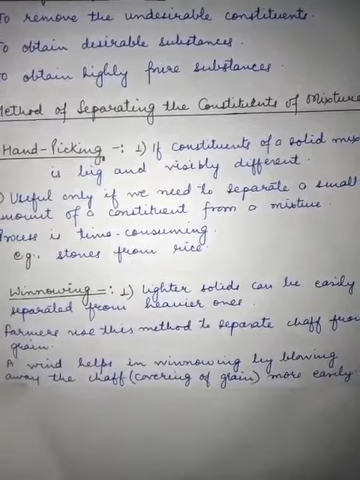 To remove the undesirable constituents.
To obtain desirable substances.
To obtain highly pure substances.
Method of Separating the Constituents of Mixture
Hand-Picking -: 1) If constituents of a solid mix
is big and visibly different.
) Useful only if we need to separate a small
amount of a constituent from a mixture.
Process is time-consuming.
e.g., stones from rice.
Winnowing =: 1) Lighter solids can be easily
separated from heavier ones.
Farmers use this method to separate chaff from
grain.
A wind helps in winnowing by blowing
away the chaff (covering of grain) more easily.